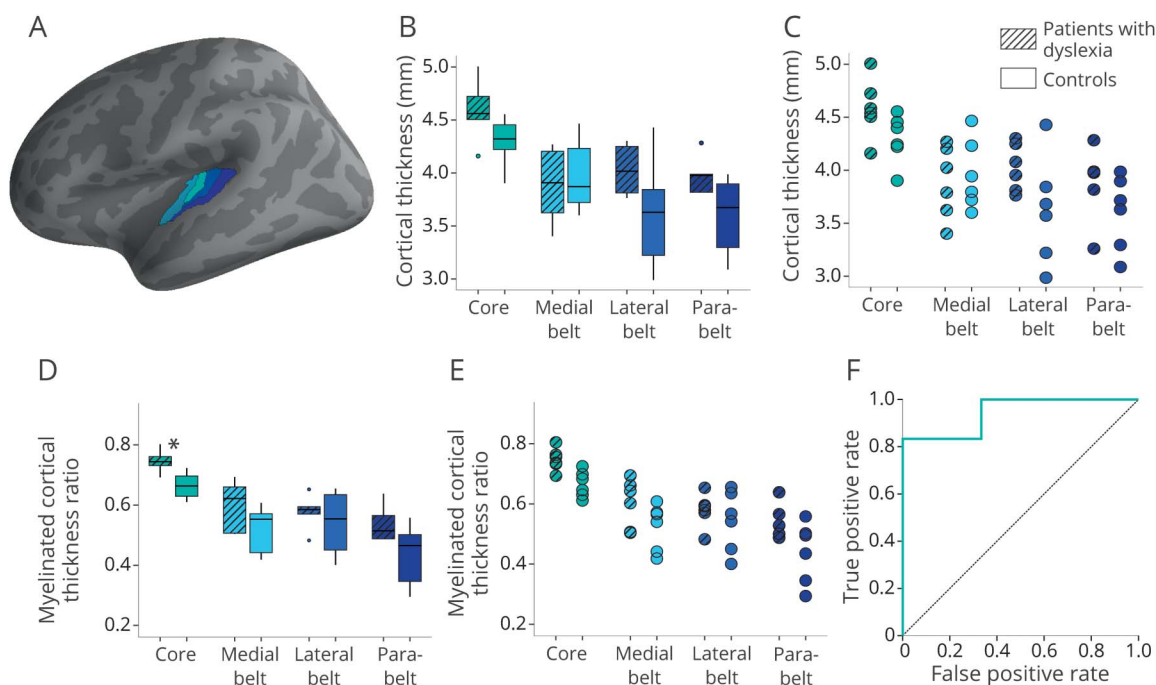 A
B
C
Patients with
dyslexia
Controls
Cortical thickness (mm)
5.0
4.5
4.0
3.5
3.0
Core
Medial
belt
Lateral
belt
Para-
belt
Cortical thickness (mm)
5.0
4.5
4.0
3.5
3.0
Core
Medial
belt
Lateral
belt
Para-
belt
D
E
F
Myelinated cortical
thickness ratio
0.8
0.6
0.4
0.2
*
Core
Medial
belt
Lateral
belt
Para-
belt
Myelinated cortical
thickness ratio
0.8
0.6
0.4
0.2
Core
Medial
belt
Lateral
belt
Para-
belt
True positive rate
1.0
0.8
0.6
0.4
0.2
0
0 0.2 0.4 0.6 0.8 1.0
False positive rate